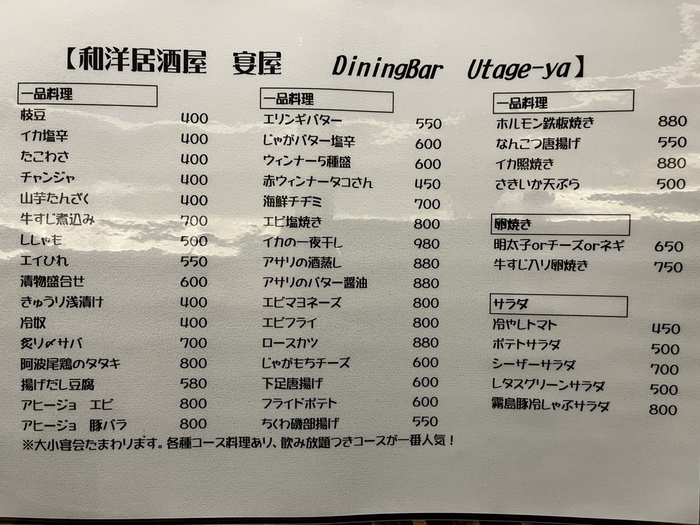 【和洋居酒屋 宴屋 DiningBar Utage-ya】
一品料理
枝豆 400
イカ塩辛 400
たこわさ 400
チャンジャ 400
山芋たんざく 400
牛すじ煮込み 700
ししゃも 500
エイひれ 550
漬物盛合せ 600
きゅうり浅漬け 400
冷奴 400
炙り〆サバ 700
阿波尾鶏のタタキ 800
揚げだし豆腐 580
アヒージョ エビ 800
アヒージョ 豚バラ 800
一品料理
エリンギバター 550
じゃがバター塩辛 600
ウィンナー5種盛 600
赤ウィンナータコさん 450
海鮮チヂミ 700
エビ塩焼き 800
イカの一夜干し 980
アサリの酒蒸し 880
アサリのバター醤油 880
エビマヨネーズ 800
エビフライ 800
ロースカツ 880
じゃがもちチーズ 600
下足唐揚げ 600
フライドポテト 600
ちくわ磯部揚げ 550
一品料理
ホルモン鉄板焼き 880
なんこつ唐揚げ 550
イカ照焼き 880
さきいか天ぷら 500
卵焼き
明太子orチーズorネギ 650
牛すじ入り卵焼き 750
サラダ
冷やしトマト 450
ポテトサラダ 500
シーザーサラダ 700
レタスグリーンサラダ 500
霧島豚冷しゃぶサラダ 800
※大小宴会たまわります。各種コース料理あり、飲み放題つきコースが一番人気！